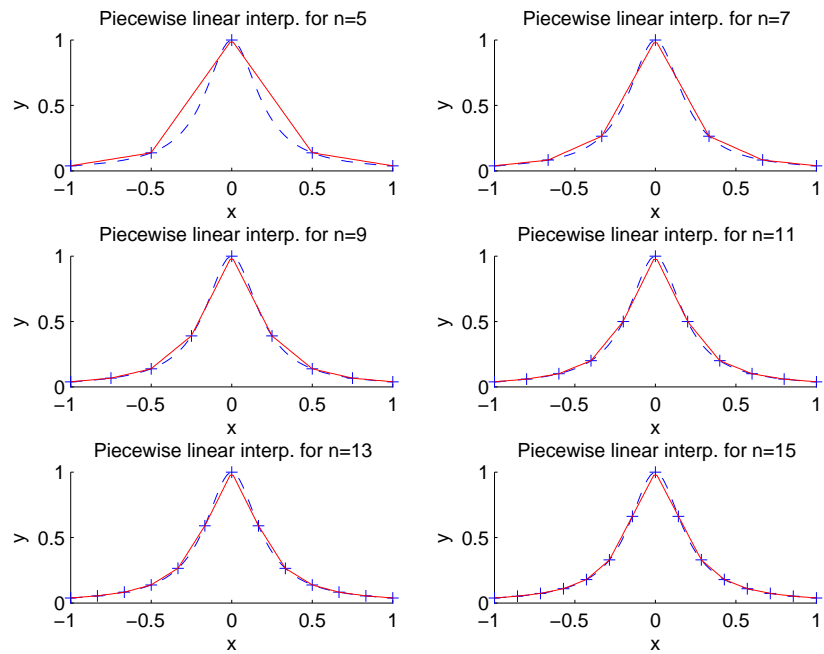 Piecewise linear interp. for n=5
1
0.5
0
y
−1 −0.5 0 0.5 1
x
Piecewise linear interp. for n=7
1
0.5
0
y
−1 −0.5 0 0.5 1
x
Piecewise linear interp. for n=9
1
0.5
0
y
−1 −0.5 0 0.5 1
x
Piecewise linear interp. for n=11
1
0.5
0
y
−1 −0.5 0 0.5 1
x
Piecewise linear interp. for n=13
1
0.5
0
y
−1 −0.5 0 0.5 1
x
Piecewise linear interp. for n=15
1
0.5
0
y
−1 −0.5 0 0.5 1
x